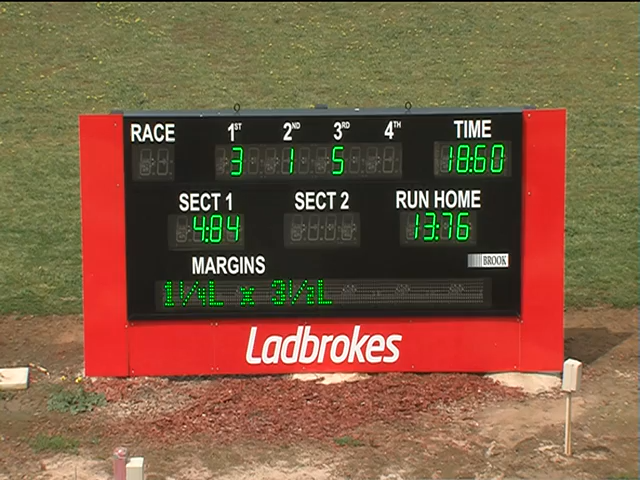 RACE 1ST 2ND 3RD 4TH TIME
3 1 5 18:60
SECT 1 SECT 2 RUN HOME
4:84 13:76
MARGINS BROOK
1¼L x 3½L
Ladbrokes